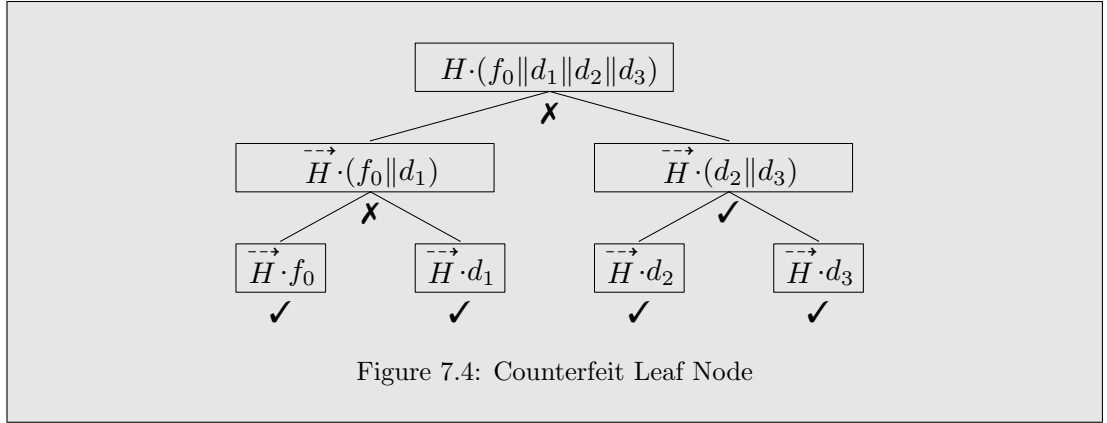 H·(f₀∥d₁∥d₂∥d₃)
✗
H⃗·(f₀∥d₁) H⃗·(d₂∥d₃)
✗ ✓
H⃗·f₀ H⃗·d₁ H⃗·d₂ H⃗·d₃
✓ ✓ ✓ ✓
Figure 7.4: Counterfeit Leaf Node